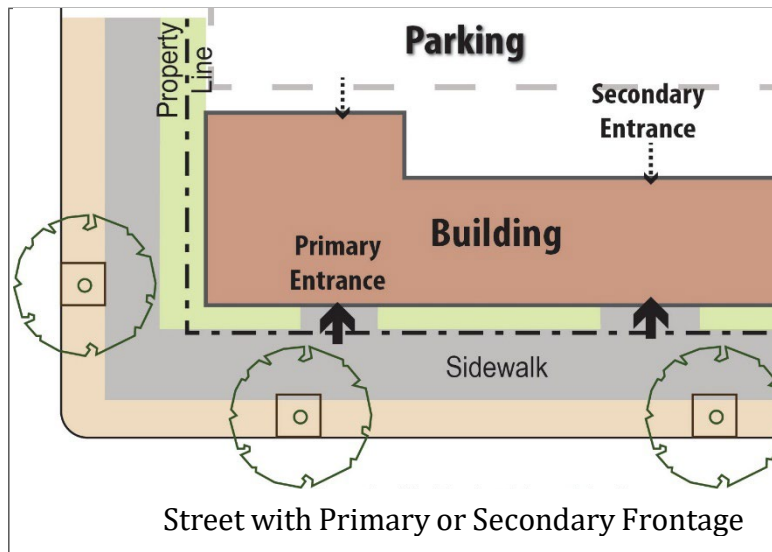 Parking
Property
Line
Secondary
Entrance
Primary
Entrance
Building
Sidewalk
Street with Primary or Secondary Frontage